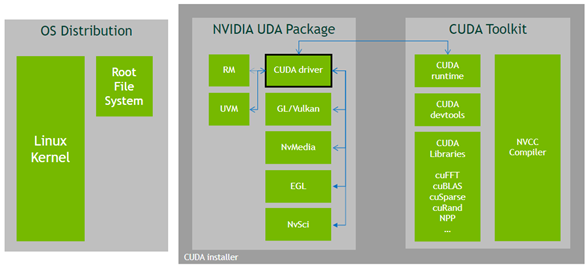 OS Distribution
Linux
Kernel
Root
File
System
NVIDIA UDA Package
RM
UVM
CUDA driver
GL/Vulkan
NvMedia
EGL
NvSci
CUDA Toolkit
CUDA
runtime
CUDA
devtools
CUDA
Libraries
cuFFT
cuBLAS
cuSparse
cuRand
NPP
...
NVCC
Compiler
CUDA installer